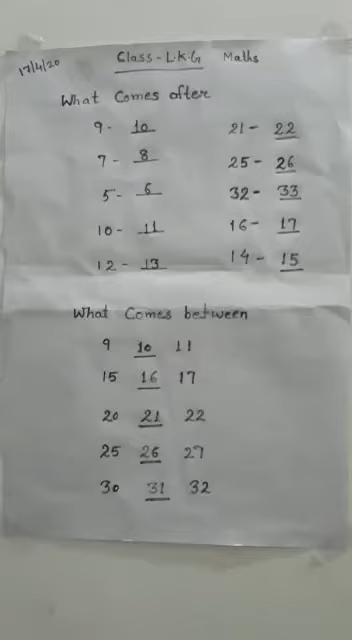 17/4/20 Class - L.K.G Maths
What Comes after
9 - 10 21 - 22
7 - 8 25 - 26
5 - 6 32 - 33
10 - 11 16 - 17
12 - 13 14 - 15
What Comes between
9 10 11
15 16 17
20 21 22
25 26 27
30 31 32